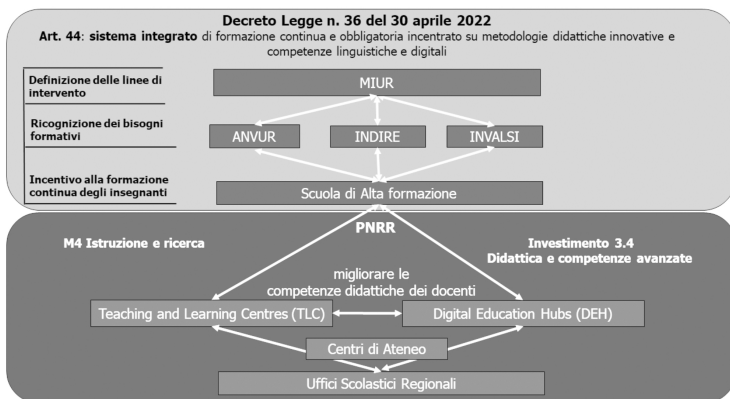 Decreto Legge n. 36 del 30 aprile 2022
Art. 44: sistema integrato di formazione continua e obbligatoria incentrato su metodologie didattiche innovative e
competenze linguistiche e digitali
Definizione delle linee di
intervento
MIUR
Ricognizione dei bisogni
formativi
ANVUR
INDIRE
INVALSI
Incentivo alla formazione
continua degli insegnanti
Scuola di Alta formazione
PNRR
M4 Istruzione e ricerca
Investimento 3.4
Didattica e competenze avanzate
migliorare le
competenze didattiche dei docenti
Teaching and Learning Centres (TLC)
Digital Education Hubs (DEH)
Centri di Ateneo
Uffici Scolastici Regionali